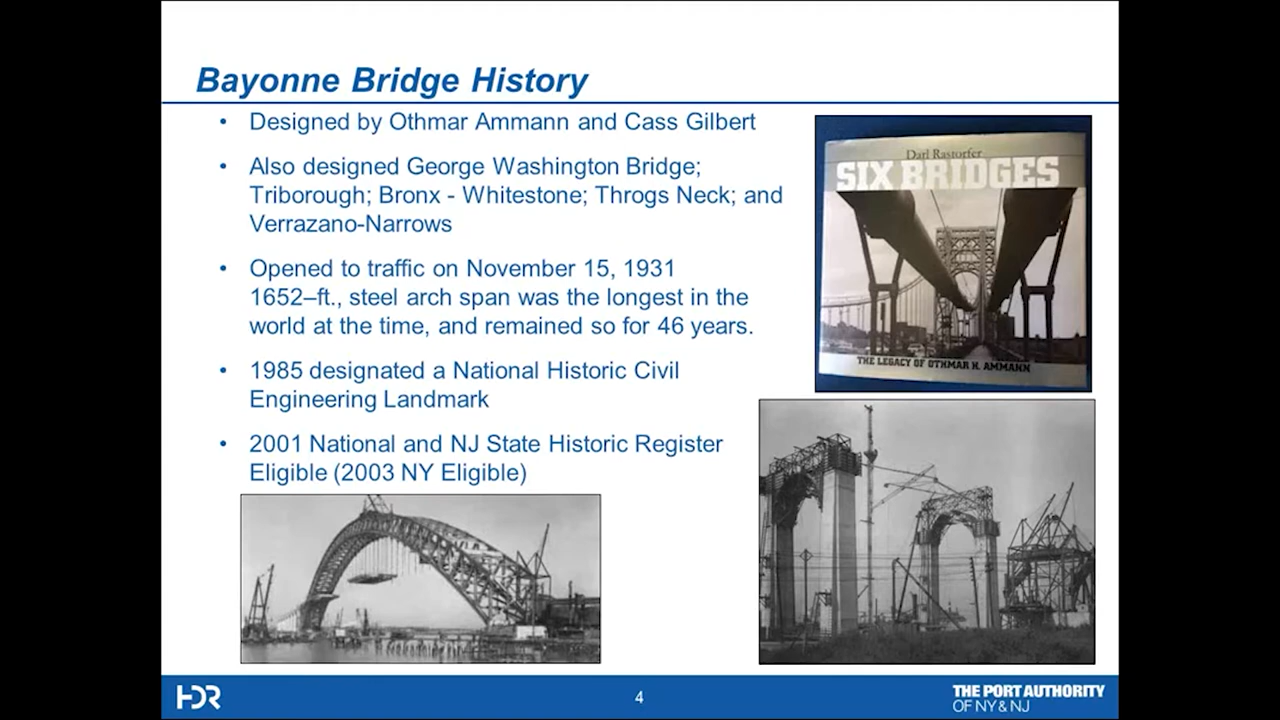 Bayonne Bridge History
• Designed by Othmar Ammann and Cass Gilbert
• Also designed George Washington Bridge;
Triborough; Bronx - Whitestone; Throgs Neck; and
Verrazano-Narrows
• Opened to traffic on November 15, 1931
1652–ft., steel arch span was the longest in the
world at the time, and remained so for 46 years.
• 1985 designated a National Historic Civil
Engineering Landmark
• 2001 National and NJ State Historic Register
Eligible (2003 NY Eligible)
Darl Rastorfer
SIX BRIDGES
THE LEGACY OF OTHMAR H. AMMANN
HDR
4
THE PORT AUTHORITY
OF NY & NJ